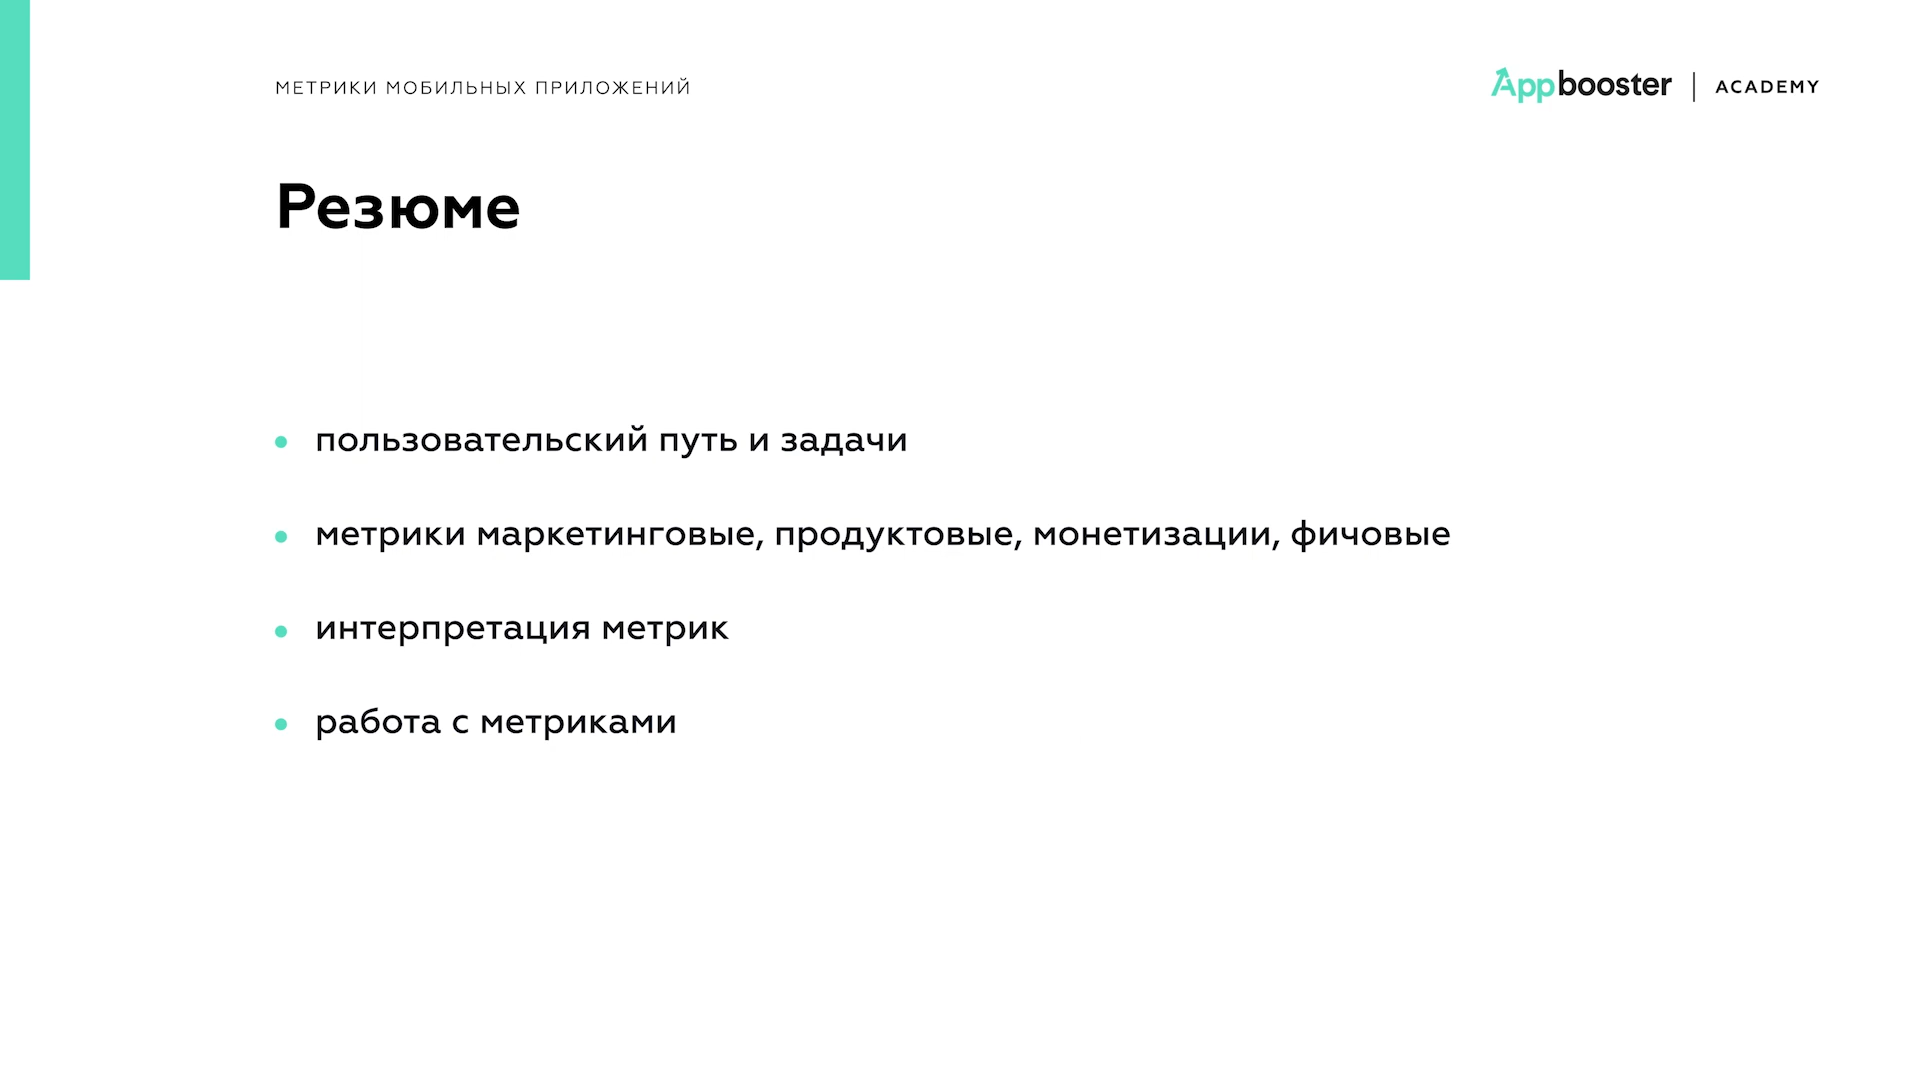 МЕТРИКИ МОБИЛЬНЫХ ПРИЛОЖЕНИЙ
Appbooster | ACADEMY
Резюме
• пользовательский путь и задачи
• метрики маркетинговые, продуктовые, монетизации, фичовые
• интерпретация метрик
• работа с метриками